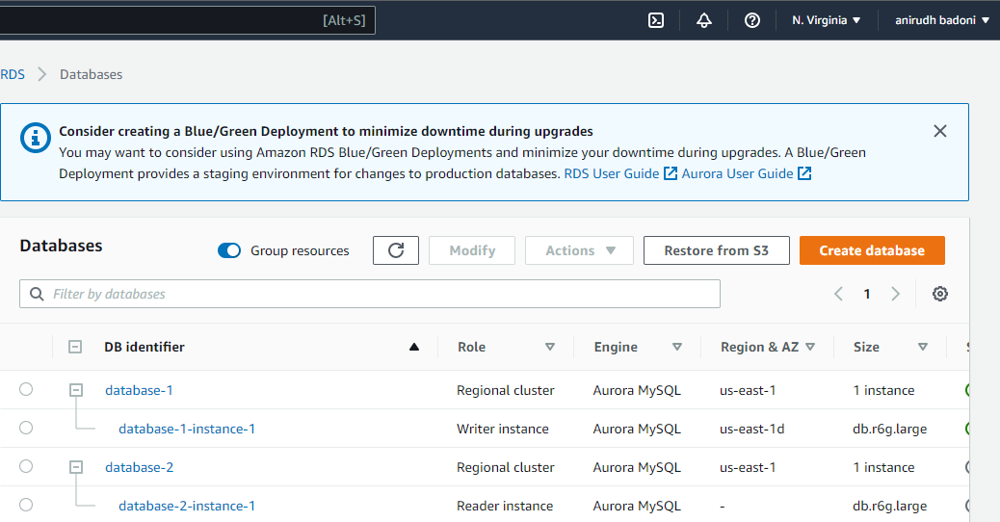 [Alt+S] N. Virginia ▼ anirudh badoni ▼
RDS > Databases
Consider creating a Blue/Green Deployment to minimize downtime during upgrades
You may want to consider using Amazon RDS Blue/Green Deployments and minimize your downtime during upgrades. A Blue/Green
Deployment provides a staging environment for changes to production databases. RDS User Guide Aurora User Guide
Databases Group resources Modify Actions ▼ Restore from S3 Create database
Filter by databases 1
DB identifier Role Engine Region & AZ Size
database-1 Regional cluster Aurora MySQL us-east-1 1 instance
database-1-instance-1 Writer instance Aurora MySQL us-east-1d db.r6g.large
database-2 Regional cluster Aurora MySQL us-east-1 1 instance
database-2-instance-1 Reader instance Aurora MySQL - db.r6g.large